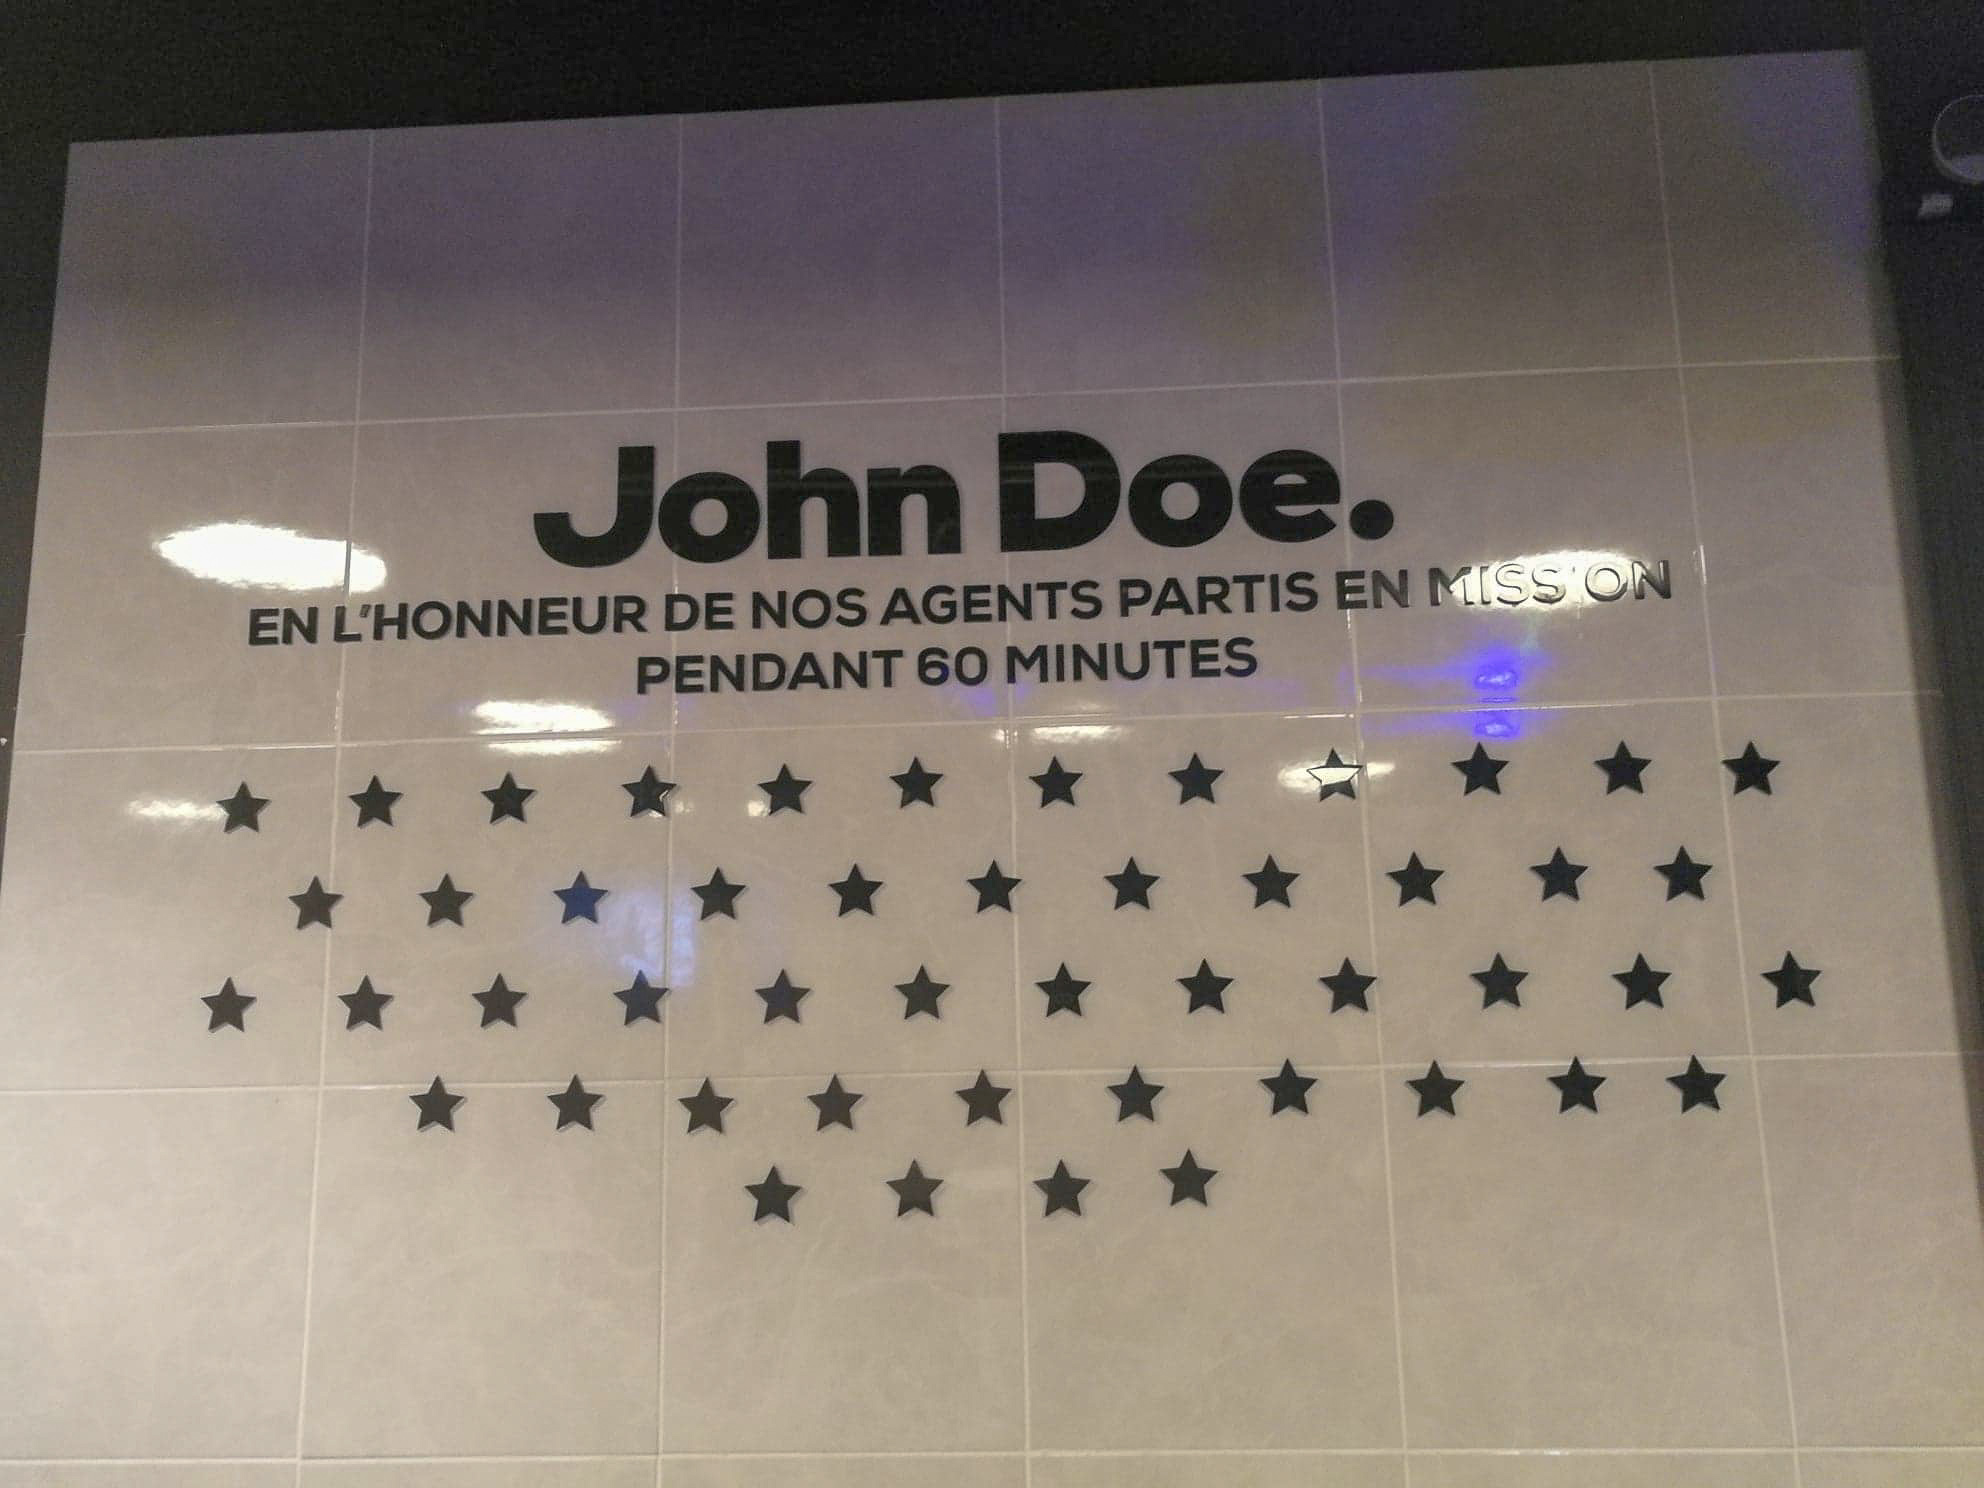 John Doe.
EN L'HONNEUR DE NOS AGENTS PARTIS EN MISSION
PENDANT 60 MINUTES